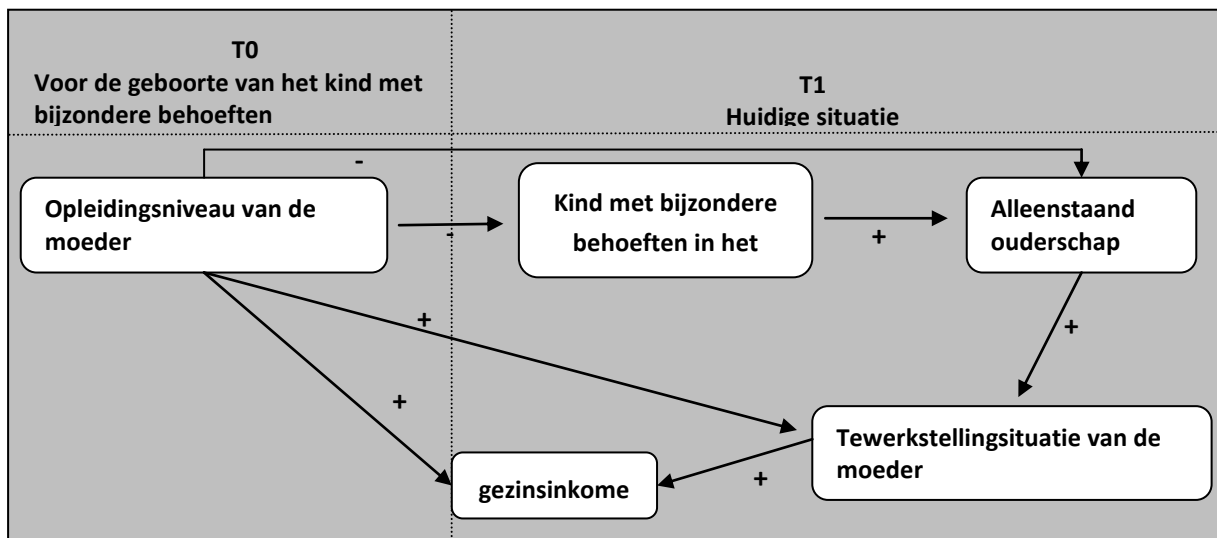 T0
Voor de geboorte van het kind met
bijzondere behoeften
T1
Huidige situatie
-
Opleidingsniveau van de
moeder
-
Kind met bijzondere
behoeften in het
+
Alleenstaand
ouderschap
+
+
+
Tewerkstellingsituatie van de
moeder
+
gezinsinkome